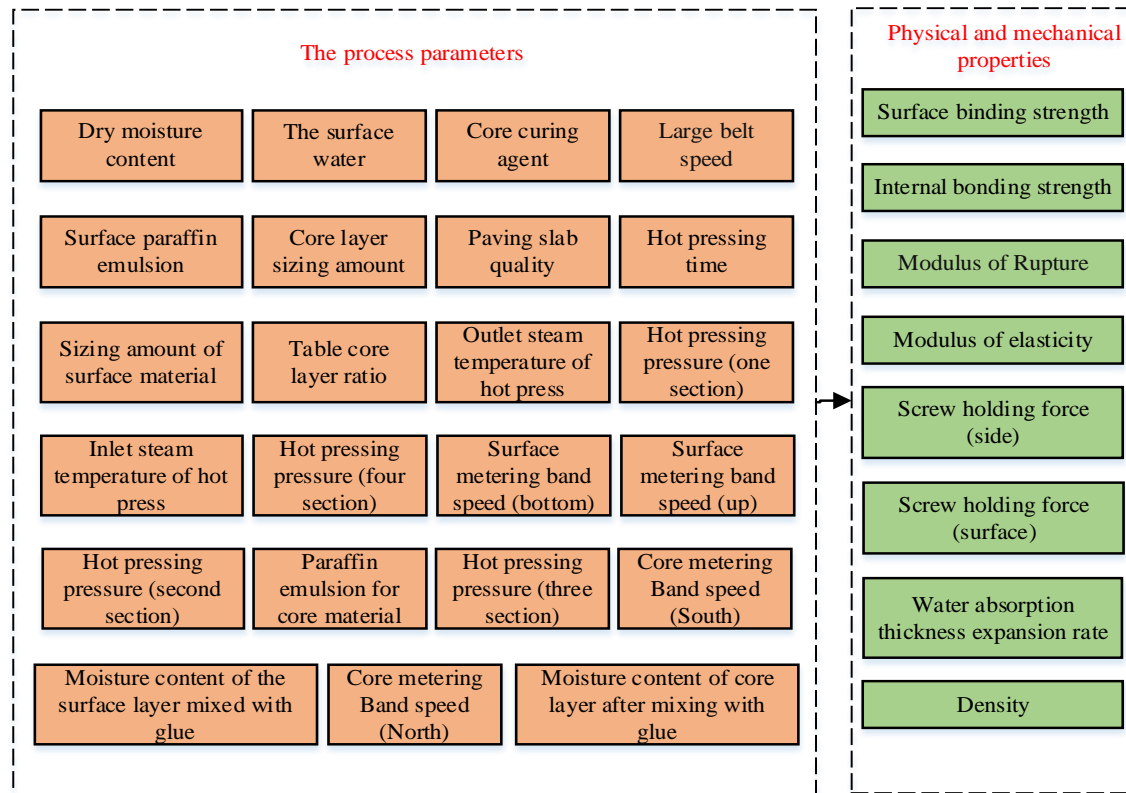 The process parameters
Dry moisture
content
The surface
water
Core curing
agent
Large belt
speed
Surface paraffin
emulsion
Core layer
sizing amount
Paving slab
quality
Hot pressing
time
Sizing amount of
surface material
Table core
layer ratio
Outlet steam
temperature of
hot press
Hot pressing
pressure (one
section)
Inlet steam
temperature of hot
press
Hot pressing
pressure (four
section)
Surface
metering band
speed (bottom)
Surface
metering band
speed (up)
Hot pressing
pressure (second
section)
Paraffin
emulsion for
core material
Hot pressing
pressure (three
section)
Core metering
Band speed
(South)
Moisture content of the
surface layer mixed with
glue
Core metering
Band speed
(North)
Moisture content of core
layer after mixing with
glue
Physical and mechanical
properties
Surface binding strength
Internal bonding strength
Modulus of Rupture
Modulus of elasticity
Screw holding force
(side)
Screw holding force
(surface)
Water absorption
thickness expansion rate
Density